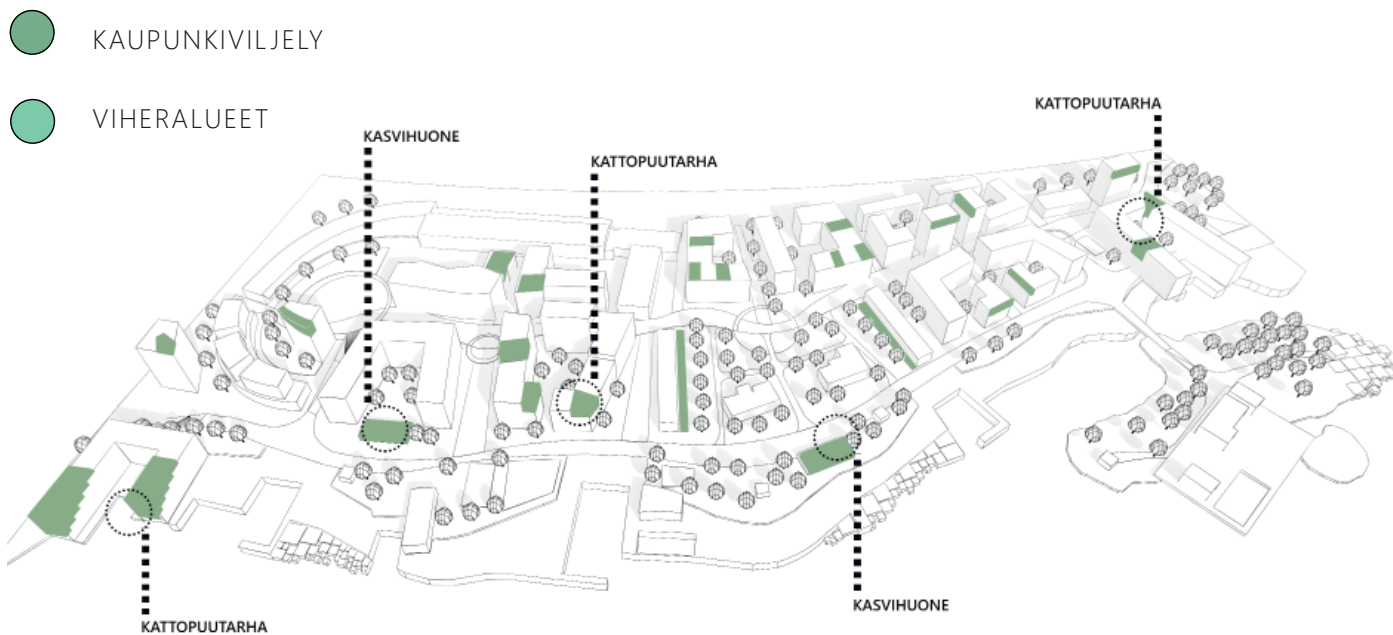 KAUPUNKIVILJELY
VIHERALUEET
KATTOPUUTARHA
KASVIHUONE
KATTOPUUTARHA
KASVIHUONE
KATTOPUUTARHA